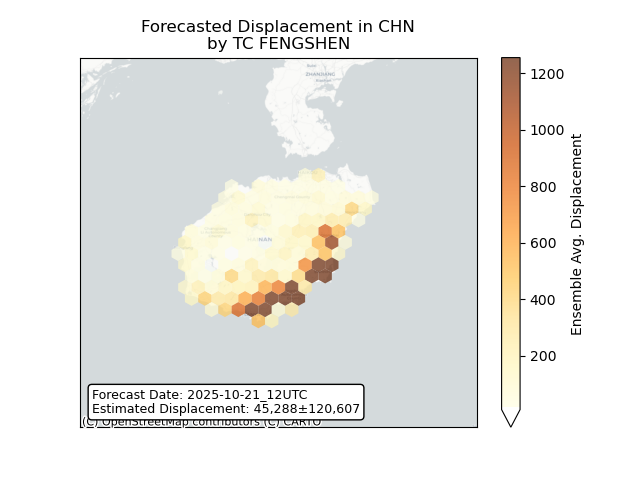 Forecasted Displacement in CHN
by TC FENGSHEN
ZHANJIANG
1200
1000
800
600
400
200
Ensemble Avg. Displacement
Forecast Date: 2025-10-21_12UTC
Estimated Displacement: 45,288±120,607
(C) OpenStreetMap contributors (C) CARTO